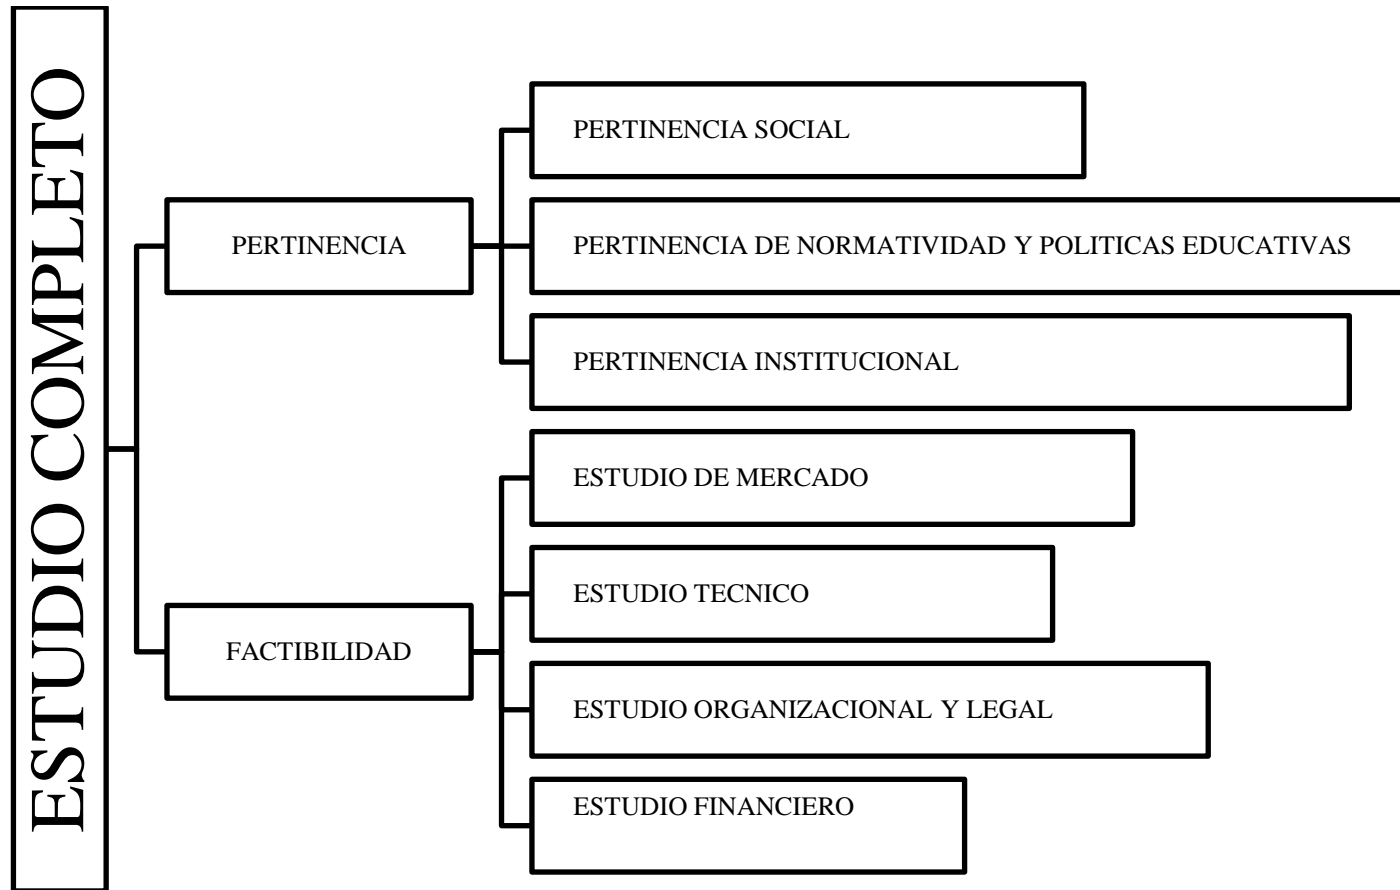 ESTUDIO COMPLETO
PERTINENCIA
PERTINENCIA SOCIAL
PERTINENCIA DE NORMATIVIDAD Y POLITICAS EDUCATIVAS
PERTINENCIA INSTITUCIONAL
FACTIBILIDAD
ESTUDIO DE MERCADO
ESTUDIO TECNICO
ESTUDIO ORGANIZACIONAL Y LEGAL
ESTUDIO FINANCIERO